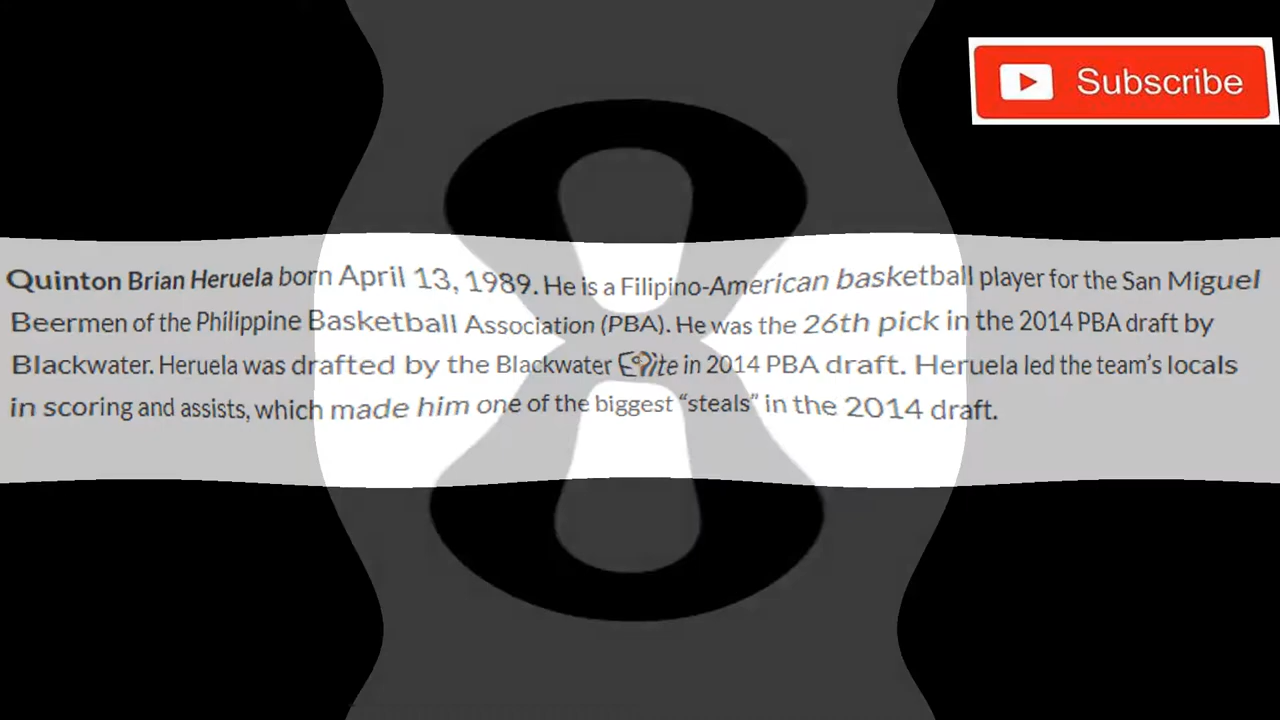 Subscribe
Quinton Brian Heruela born April 13, 1989. He is a Filipino-American basketball player for the San Miguel
Beermen of the Philippine Basketball Association (PBA). He was the 26th pick in the 2014 PBA draft by
Blackwater. Heruela was drafted by the Blackwater Elite in 2014 PBA draft. Heruela led the team's locals
in scoring and assists, which made him one of the biggest “steals” in the 2014 draft.
8